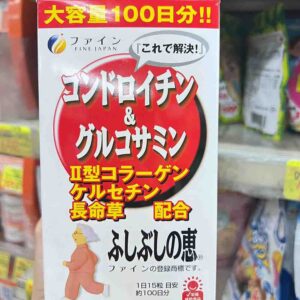 大容量100日分!!
ファイン
FINE JAPAN
『これで解決!』
コンドロイチン
&
グルコサミン
Ⅱ型コラーゲン
ケルセチン
長命草 配合
ふしぶしの恵®
ファインの登録商標です。
1日15粒 目安
約100日分